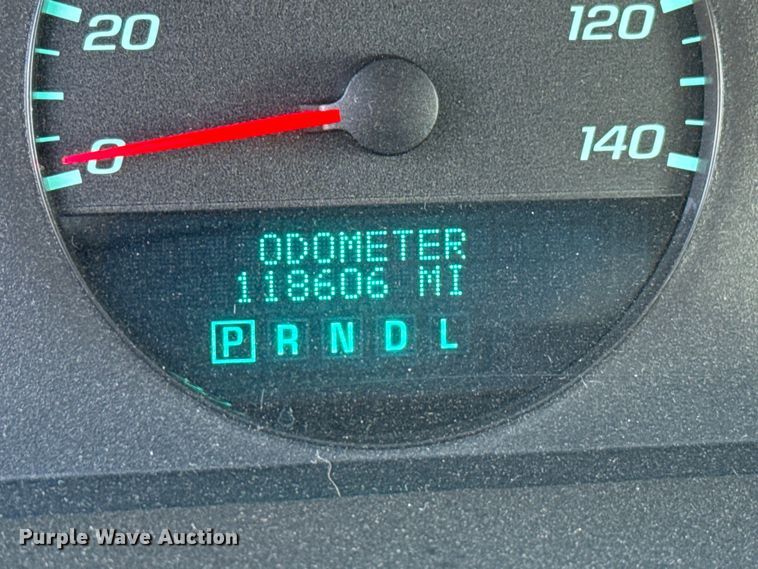 20
120
0
140
ODOMETER
118606 MI
P R N D L
Purple Wave Auction